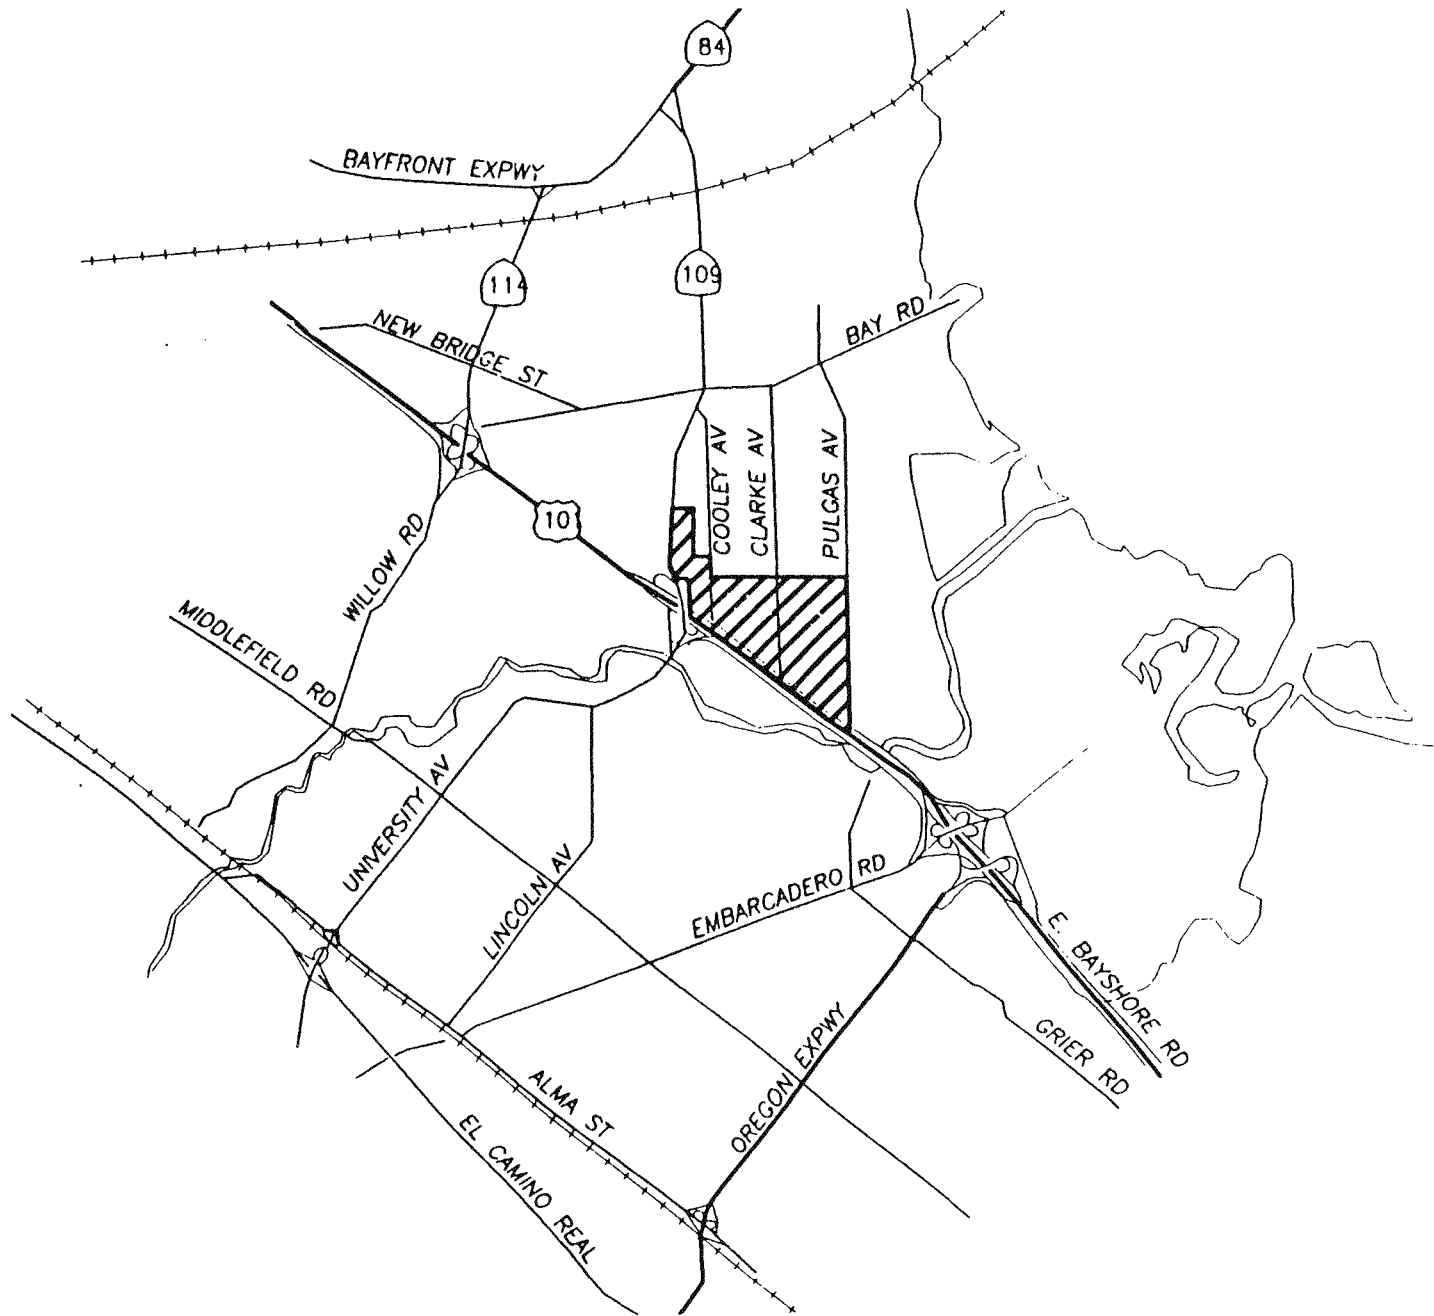 84
BAYFRONT EXPWY
114
109
NEW BRIDGE ST
BAY RD
COOLEY AV
CLARKE AV
PULGAS AV
10
WILLOW RD
MIDDLEFIELD RD
UNIVERSITY AV
LINCOLN AV
EMBARCADERO RD
E. BAYSHORE RD
GRIER RD
OREGON EXPWY
ALMA ST
EL CAMINO REAL